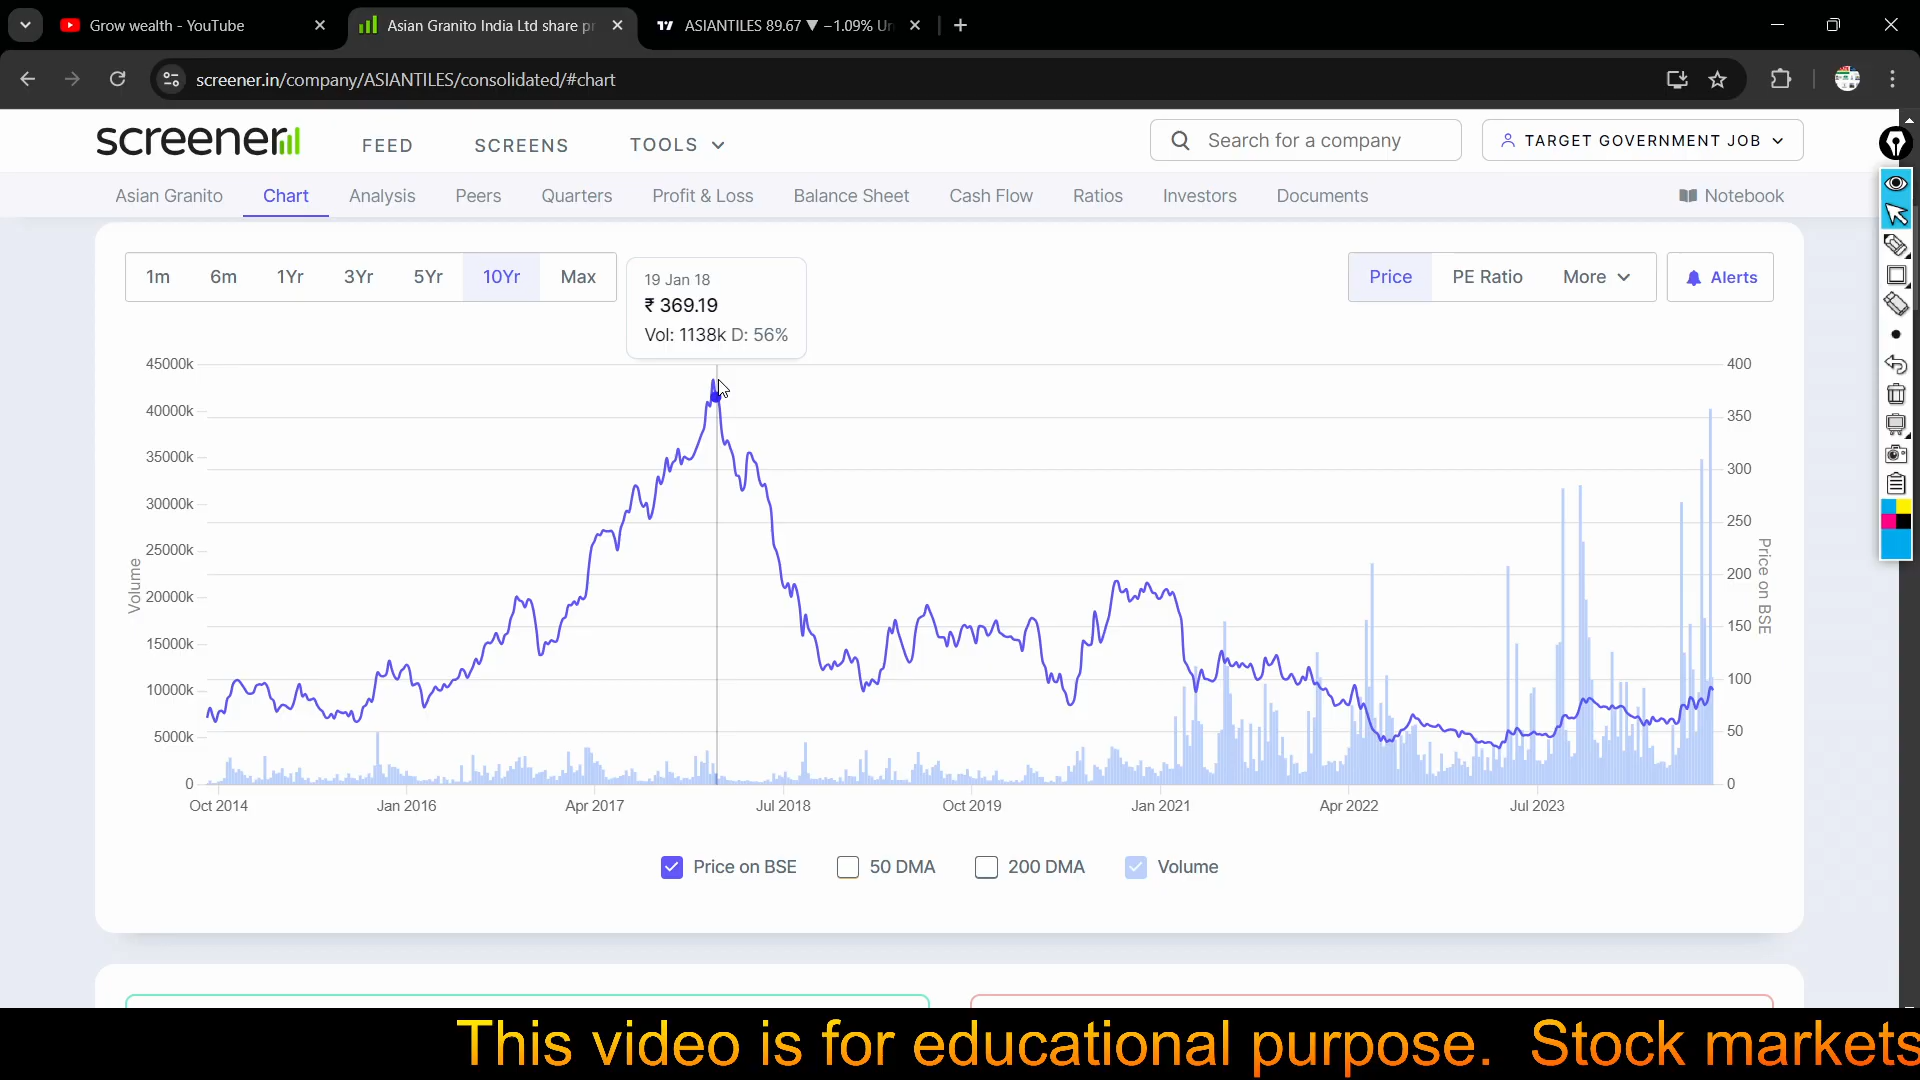 Grow wealth - YouTube
Asian Granito India Ltd share pr
ASIANTILES 89.67 ▼ −1.09% Un
screener.in/company/ASIANTILES/consolidated/#chart
screener
FEED
SCREENS
TOOLS
Search for a company
TARGET GOVERNMENT JOB
Asian Granito
Chart
Analysis
Peers
Quarters
Profit & Loss
Balance Sheet
Cash Flow
Ratios
Investors
Documents
Notebook
1m
6m
1Yr
3Yr
5Yr
10Yr
Max
19 Jan 18
₹ 369.19
Vol: 1138k D: 56%
Price
PE Ratio
More
Alerts
45000k
40000k
35000k
30000k
25000k
20000k
15000k
10000k
5000k
0
Volume
400
350
300
250
200
150
100
50
0
Price on BSE
Oct 2014
Jan 2016
Apr 2017
Jul 2018
Oct 2019
Jan 2021
Apr 2022
Jul 2023
Price on BSE
50 DMA
200 DMA
Volume
This video is for educational purpose. Stock markets